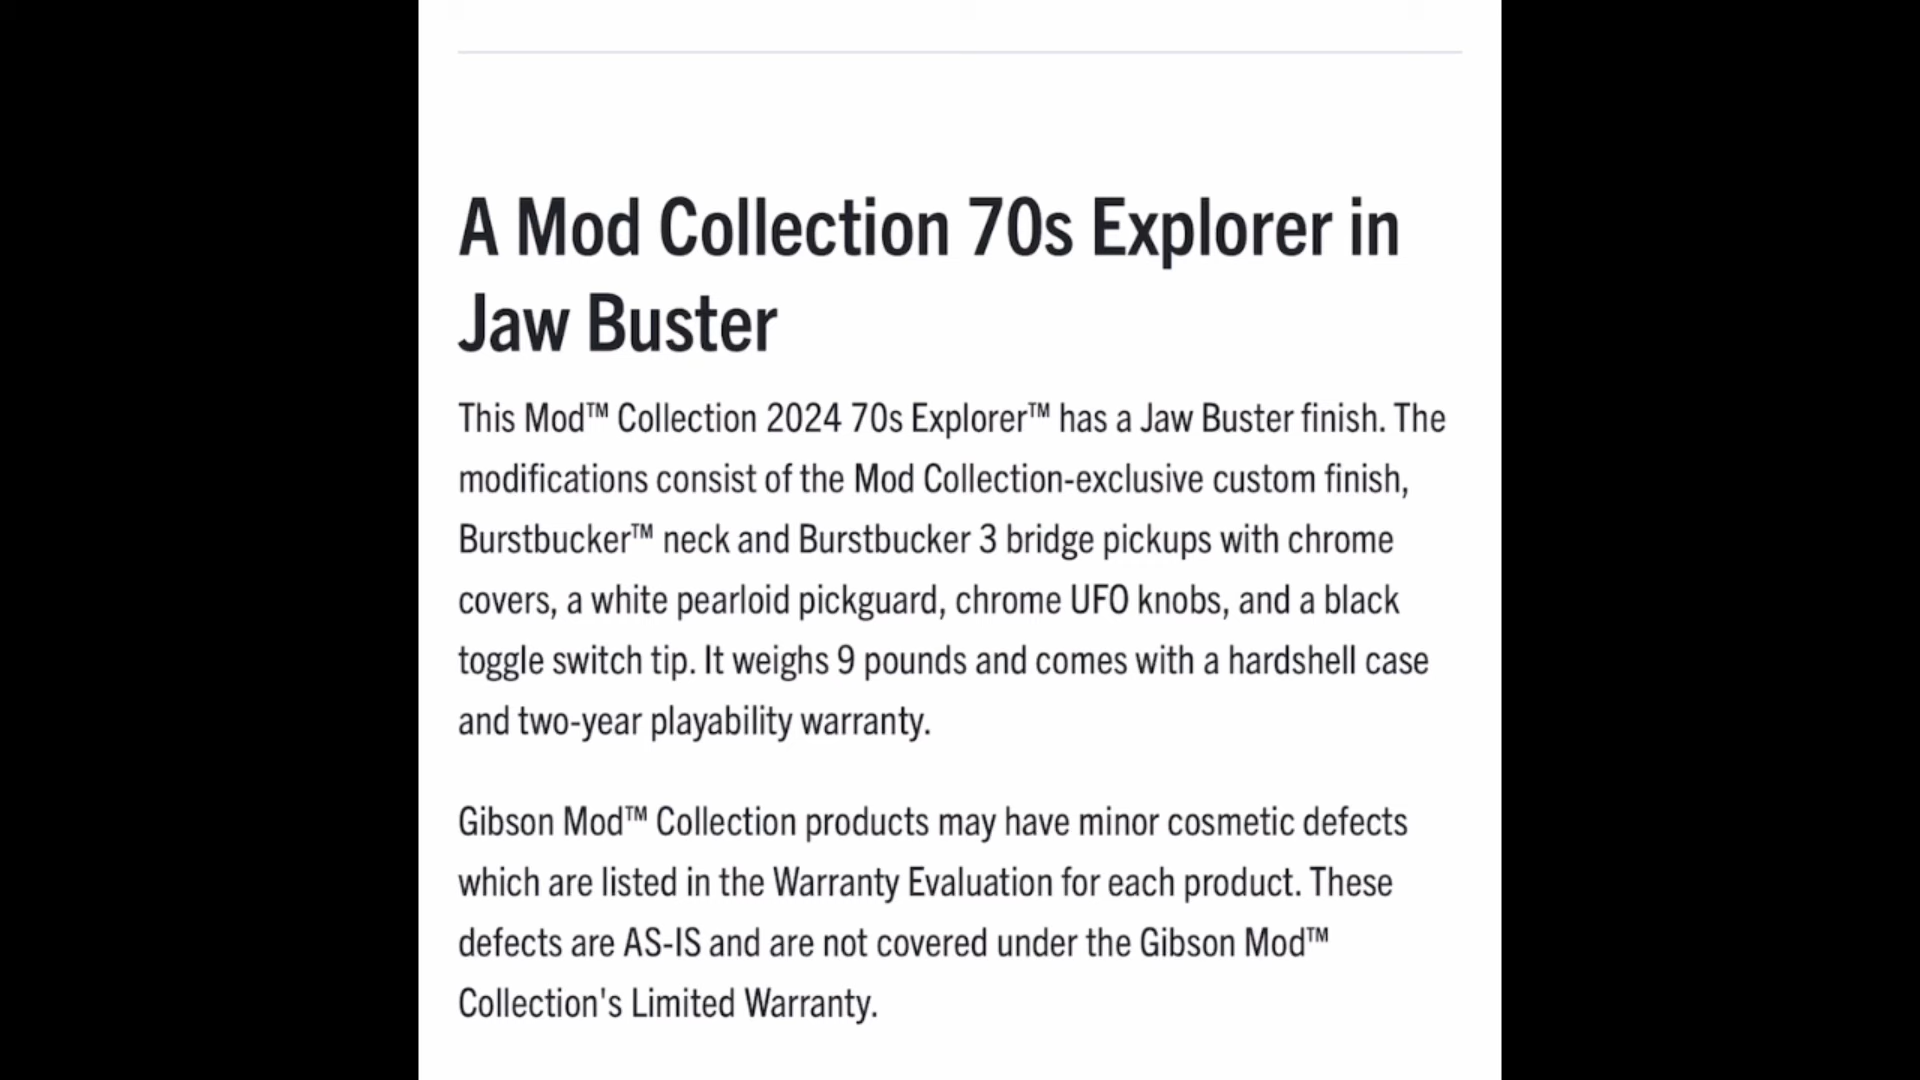 A Mod Collection 70s Explorer in
Jaw Buster
This Mod™ Collection 2024 70s Explorer™ has a Jaw Buster finish. The
modifications consist of the Mod Collection-exclusive custom finish,
Burstbucker™ neck and Burstbucker 3 bridge pickups with chrome
covers, a white pearloid pickguard, chrome UFO knobs, and a black
toggle switch tip. It weighs 9 pounds and comes with a hardshell case
and two-year playability warranty.
Gibson Mod™ Collection products may have minor cosmetic defects
which are listed in the Warranty Evaluation for each product. These
defects are AS-IS and are not covered under the Gibson Mod™
Collection's Limited Warranty.